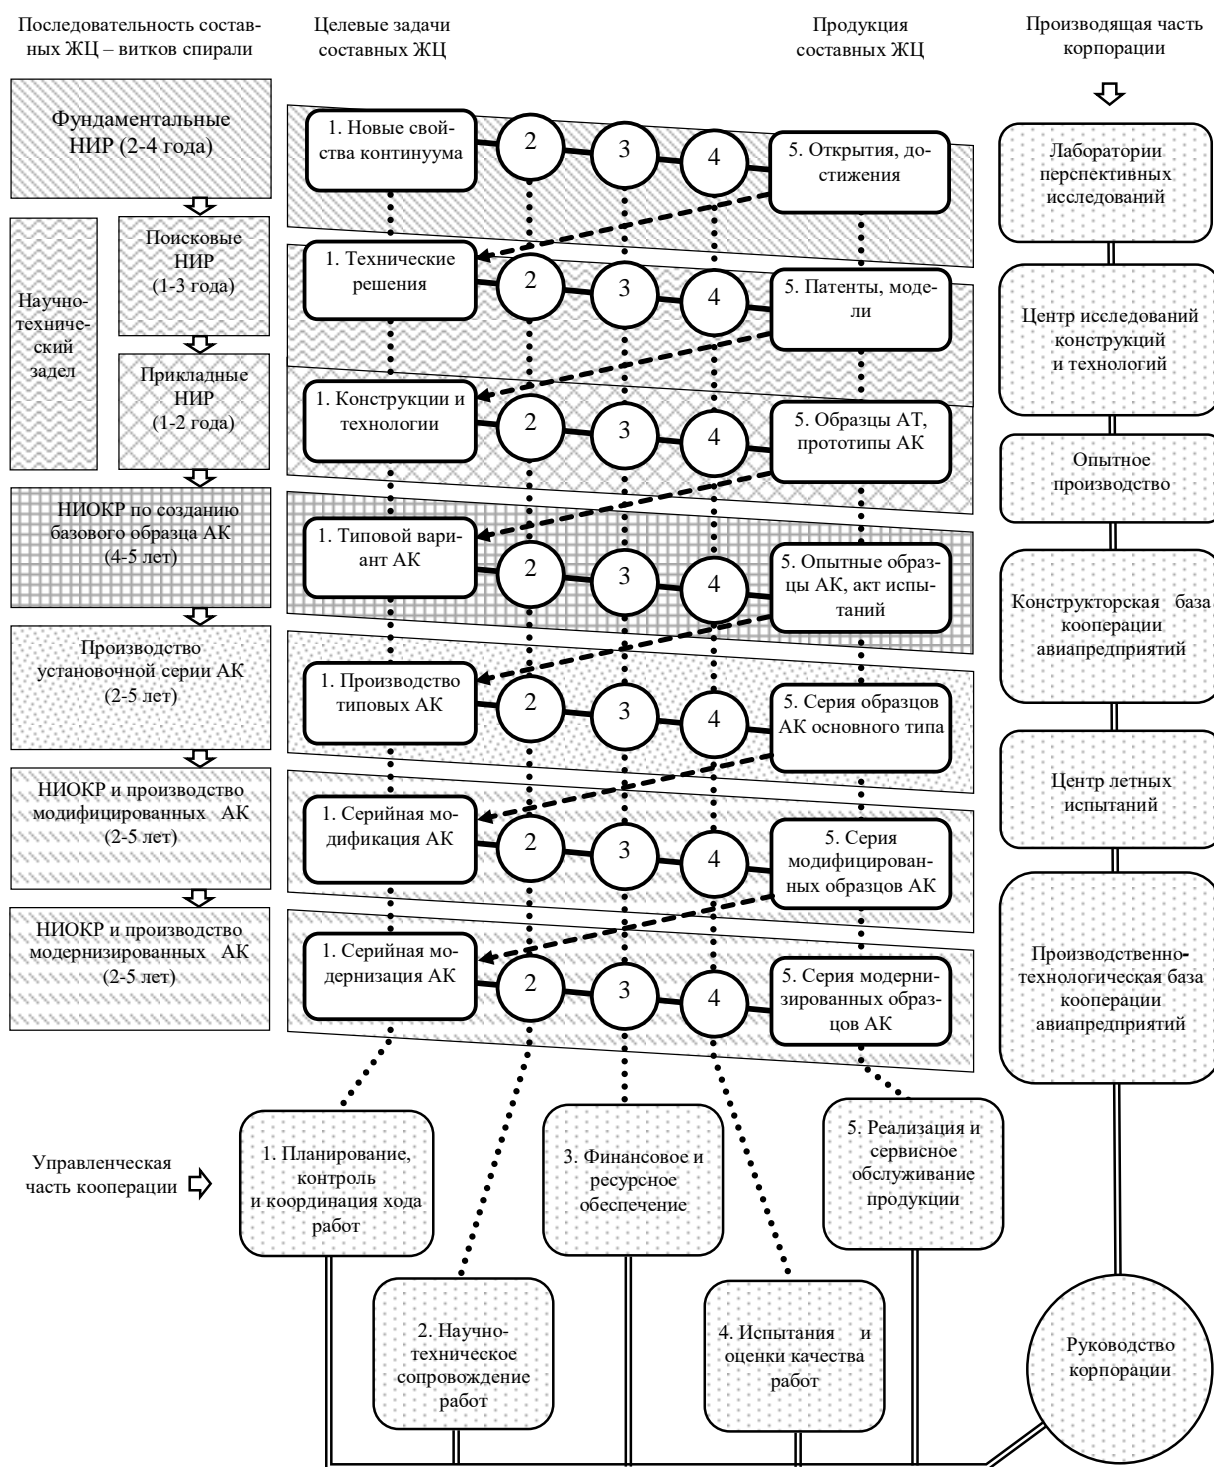 Последовательность состав-
ных ЖЦ – витков спирали
Целевые задачи
составных ЖЦ
Продукция
составных ЖЦ
Производящая часть
корпорации
Фундаментальные
НИР (2-4 года)
1. Новые свой-
ства континуума
2
3
4
5. Открытия, до-
стижения
Лаборатории
перспективных
исследований
Научно-
техниче-
ский
задел
Поисковые
НИР
(1-3 года)
1. Технические
решения
2
3
4
5. Патенты, моде-
ли
Центр исследований
конструкций
и технологий
Прикладные
НИР
(1-2 года)
1. Конструкции и
технологии
2
3
4
5. Образцы АТ,
прототипы АК
Опытное
производство
НИОКР по созданию
базового образца АК
(4-5 лет)
1. Типовой вари-
ант АК
2
3
4
5. Опытные образ-
цы АК, акт испы-
таний
Конструкторская база
кооперации
авиапредприятий
Производство
установочной серии АК
(2-5 лет)
1. Производство
типовых АК
2
3
4
5. Серия образцов
АК основного типа
Центр летных
испытаний
НИОКР и производство
модифицированных АК
(2-5 лет)
1. Серийная мо-
дификация АК
2
3
4
5. Серия
модифицирован-
ных образцов АК
НИОКР и производство
модернизированных АК
(2-5 лет)
1. Серийная мо-
дернизация АК
2
3
4
5. Серия модерни-
зированных образ-
цов АК
Производственно-
технологическая база
кооперации
авиапредприятий
Управленческая
часть кооперации
1. Планирование,
контроль
и координация хода
работ
2. Научно-
техническое
сопровождение
работ
3. Финансовое и
ресурсное
обеспечение
4. Испытания и
оценки качества
работ
5. Реализация и
сервисное
обслуживание
продукции
Руководство
корпорации